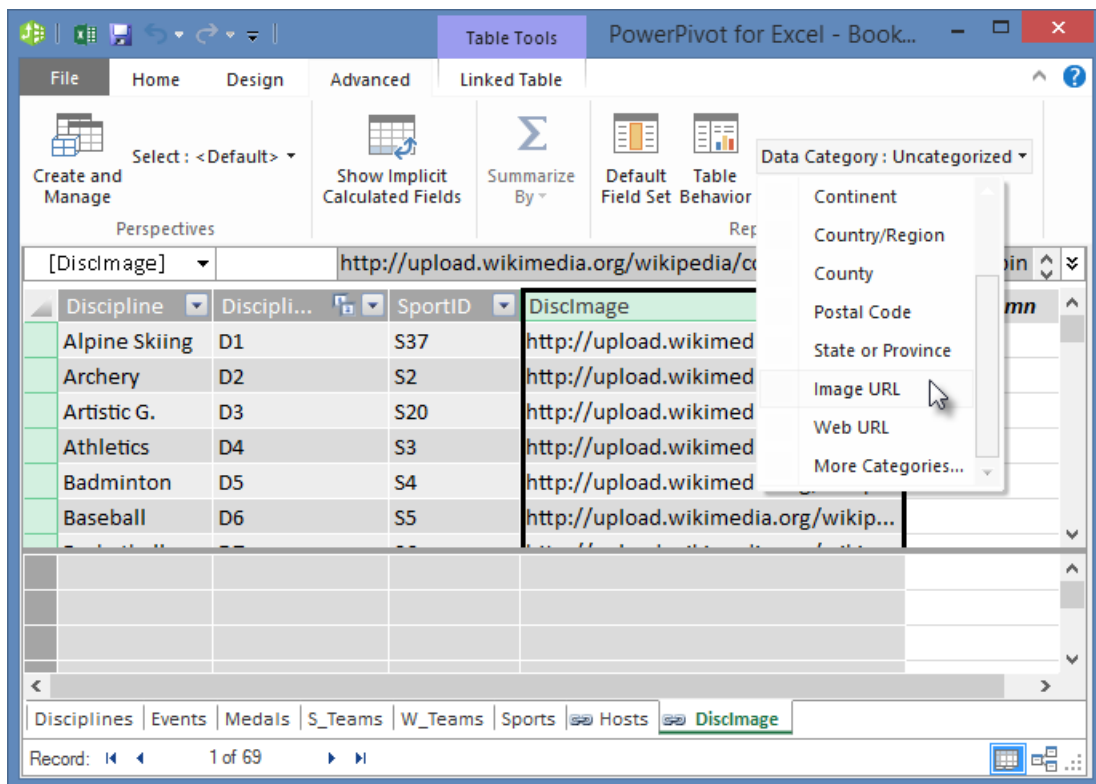 Table Tools PowerPivot for Excel - Book...
File Home Design Advanced Linked Table
Create and Manage
Select : <Default>
Perspectives
Show Implicit Calculated Fields
Summarize By
Default Field Set
Table Behavior
Rep
Data Category : Uncategorized
Continent
Country/Region
County
Postal Code
State or Province
Image URL
Web URL
More Categories...
[DiscImage] http://upload.wikimedia.org/wikipedia/co
Discipline Discipli... SportID DiscImage
Alpine Skiing D1 S37 http://upload.wikimed
Archery D2 S2 http://upload.wikimed
Artistic G. D3 S20 http://upload.wikimed
Athletics D4 S3 http://upload.wikimed
Badminton D5 S4 http://upload.wikimed
Baseball D6 S5 http://upload.wikimedia.org/wikip...
Disciplines Events Medals S_Teams W_Teams Sports Hosts DiscImage
Record: 1 of 69